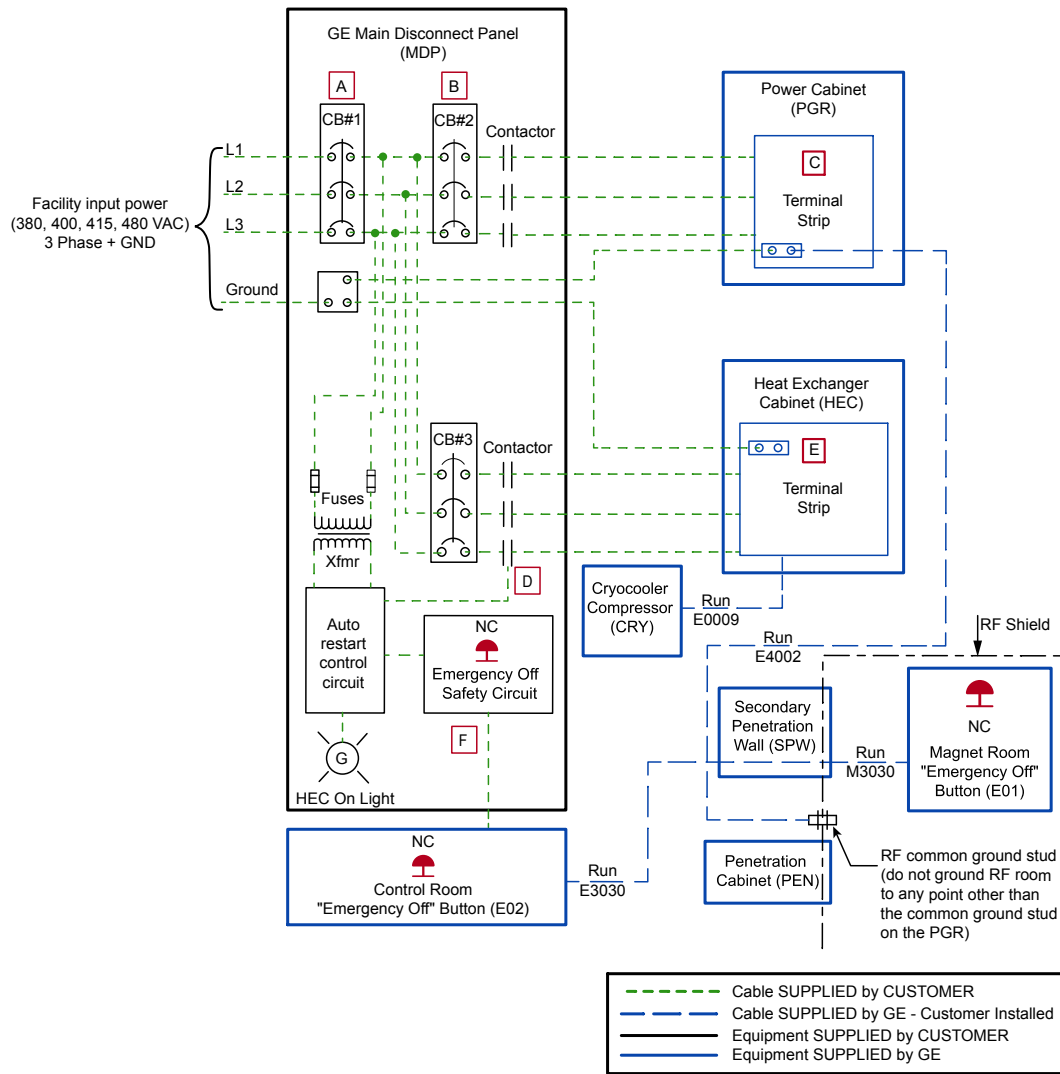 GE Main Disconnect Panel
(MDP)
A
B
CB#1
CB#2
Contactor
Power Cabinet
(PGR)
C
Terminal
Strip
L1
L2
L3
Facility input power
(380, 400, 415, 480 VAC)
3 Phase + GND
Ground
Heat Exchanger
Cabinet (HEC)
E
Terminal
Strip
CB#3
Contactor
Fuses
Xfmr
D
Auto
restart
control
circuit
NC
Emergency Off
Safety Circuit
F
G
HEC On Light
Cryocooler
Compressor
(CRY)
Run
E0009
Run
E4002
RF Shield
Secondary
Penetration
Wall (SPW)
Run
M3030
NC
Magnet Room
"Emergency Off"
Button (E01)
NC
Control Room
"Emergency Off" Button (E02)
Run
E3030
Penetration
Cabinet (PEN)
RF common ground stud
(do not ground RF room
to any point other than
the common ground stud
on the PGR)
Cable SUPPLIED by CUSTOMER
Cable SUPPLIED by GE - Customer Installed
Equipment SUPPLIED by CUSTOMER
Equipment SUPPLIED by GE